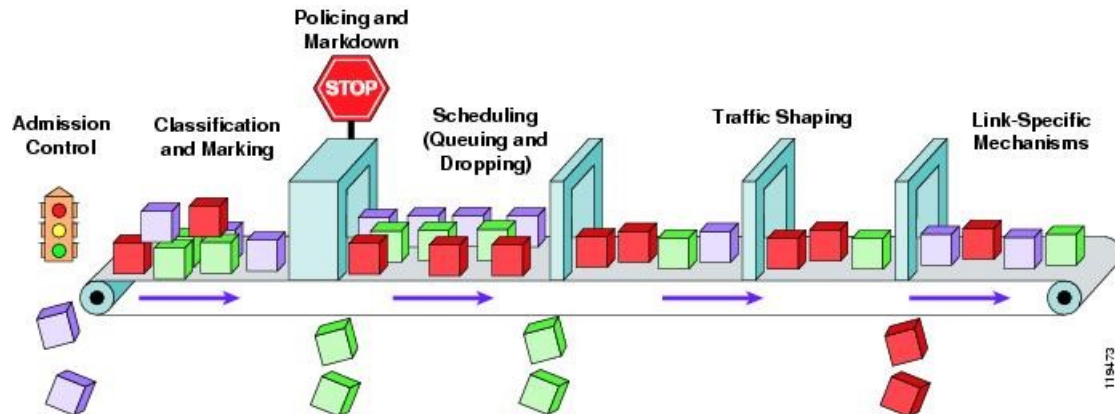 Policing and
Markdown
STOP
Admission
Control
Classification
and Marking
Scheduling
(Queuing and
Dropping)
Traffic Shaping
Link-Specific
Mechanisms
119473